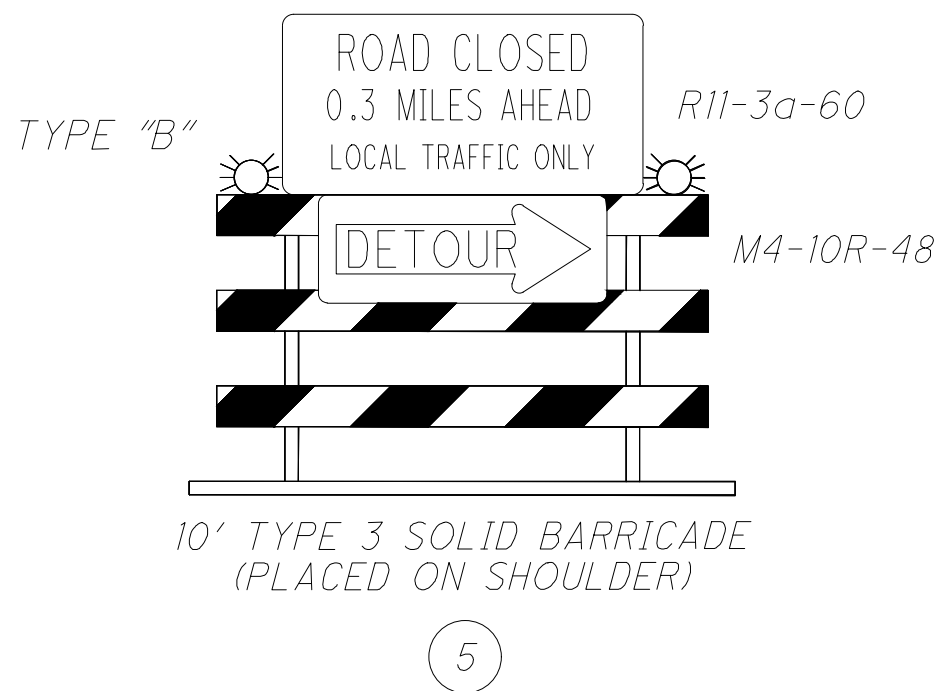 ROAD CLOSED
0.3 MILES AHEAD
LOCAL TRAFFIC ONLY
R11-3a-60
TYPE "B"
DETOUR
M4-10R-48
10' TYPE 3 SOLID BARRICADE
(PLACED ON SHOULDER)
5